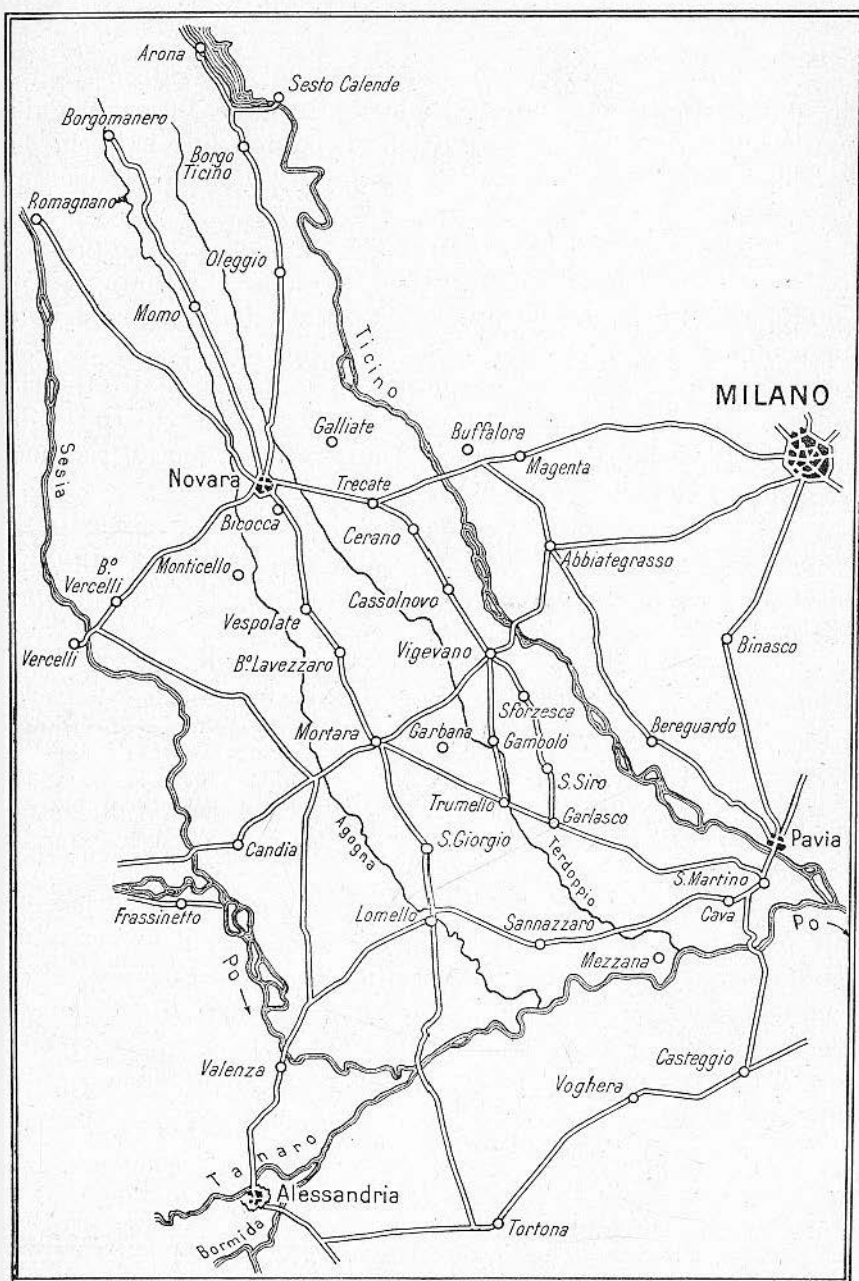 Arona
Sesto Calende
Borgomanero
Borgo
Ticino
Romagnano
Oleggio
Momo
Ticino
MILANO
Galliate
Buffalora
Magenta
Sesia
Novara
Trecate
Bicocca
Cerano
Abbiategrasso
B.º
Vercelli
Monticello
Cassolnovo
Vespolate
Vercelli
Bº. Lavezzaro
Vigevano
Binasco
Sforzesca
Mortara
Garbana
Gambolò
Bereguardo
S. Siro
Trumello
Garlasco
Pavia
Candia
Agogna
S. Giorgio
Terdoppio
S. Martino
Frassinetto
Lomello
Sannazzaro
Cava
Po
Po
Mezzana
Valenza
Casteggio
Voghera
Tanaro
Alessandria
Bormida
Tortona